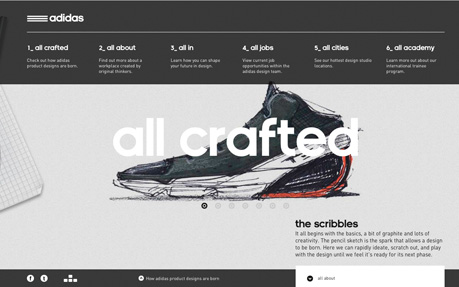 adidas
1_ all crafted
Check out how adidas
product designs are born.
2_ all about
Find out more about a
workplace created by
original thinkers.
3_ all in
Learn how you can shape
your future in design.
4_ all jobs
View current job
opportunities within the
adidas design team.
5_ all cities
See our hottest design studio
locations.
6_ all academy
Learn more out about our
international trainee
program.
all crafted
the scribbles
It all begins with the basics, a bit of graphite and lots of
creativity. The pencil sketch is the spark that allows a design
to be born. Here we can rapidly ideate, scratch out, and play
with the design until we feel it's ready for its next phase.
f t
How adidas product designs are born
all about